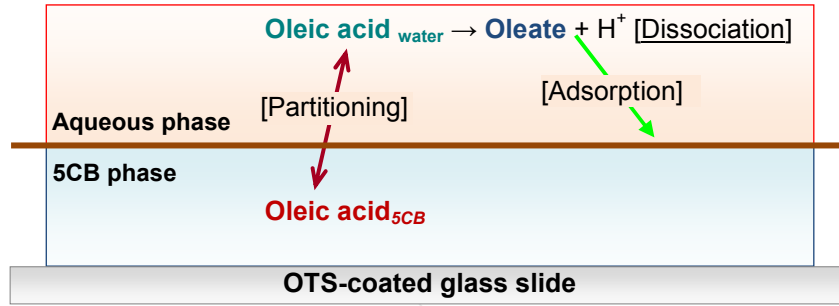 Oleic acid water → Oleate + H+ [Dissociation]
[Adsorption]
[Partitioning]
Aqueous phase
5CB phase
Oleic acid5CB
OTS-coated glass slide